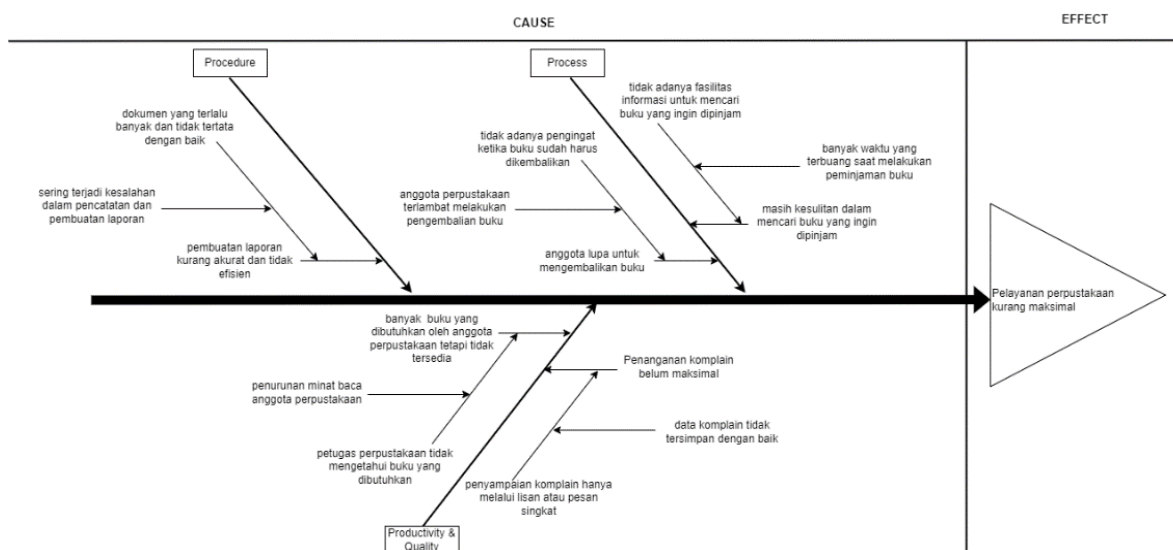 CAUSE
EFFECT
Procedure
dokumen yang terlalu
banyak dan tidak tertata
dengan baik
sering terjadi kesalahan
dalam pencatatan dan
pembuatan laporan
pembuatan laporan
kurang akurat dan tidak
efisien
Process
tidak adanya fasilitas
informasi untuk mencari
buku yang ingin dipinjam
tidak adanya pengingat
ketika buku sudah harus
dikembalikan
banyak waktu yang
terbuang saat melakukan
peminjaman buku
anggota perpustakaan
terlambat melakukan
pengembalian buku
masih kesulitan dalam
mencari buku yang ingin
dipinjam
anggota lupa untuk
mengembalikan buku
Pelayanan perpustakaan
kurang maksimal
banyak buku yang
dibutuhkan oleh anggota
perpustakaan tetapi tidak
tersedia
Penanganan komplain
belum maksimal
penurunan minat baca
anggota perpustakaan
data komplain tidak
tersimpan dengan baik
petugas perpustakaan tidak
mengetahui buku yang
dibutuhkan
penyampaian komplain hanya
melalui lisan atau pesan
singkat
Productivity &
Quality